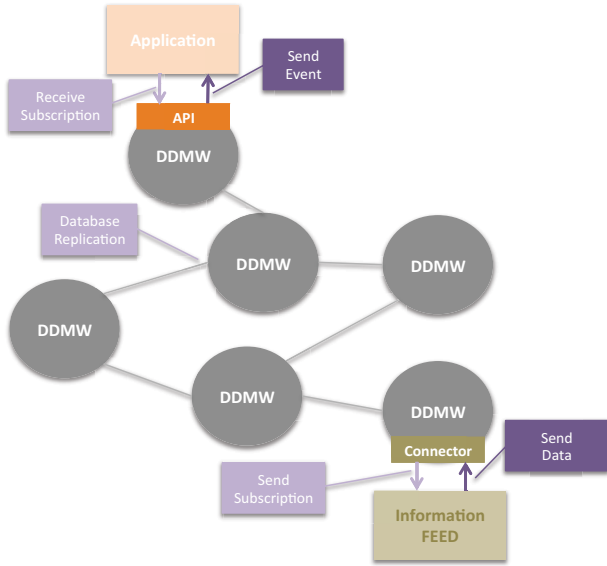 Application
Send
Event
Receive
Subscription
API
DDMW
Database
Replication
DDMW
DDMW
DDMW
DDMW
DDMW
Connector
Send
Data
Send
Subscription
Information
FEED